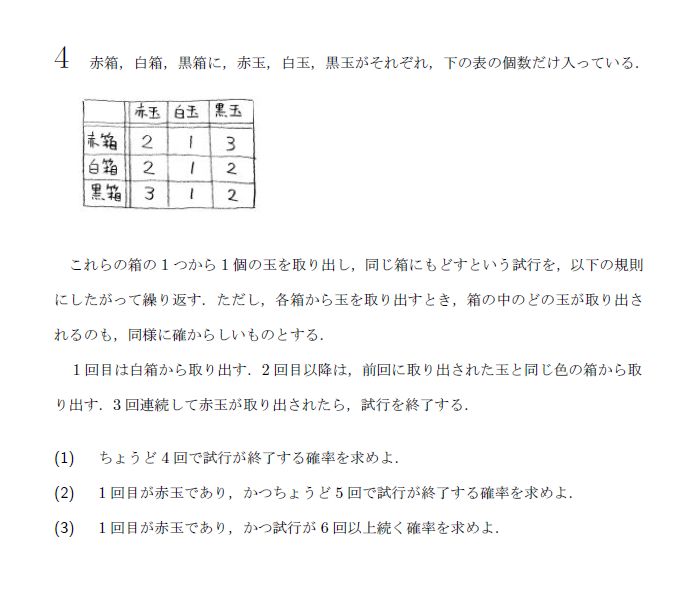 4 赤箱，白箱，黒箱に，赤玉，白玉，黒玉がそれぞれ，下の表の個数だけ入っている．
赤玉 白玉 黒玉
赤箱 2 1 3
白箱 2 1 2
黒箱 3 1 2
これらの箱の1つから1個の玉を取り出し，同じ箱にもどすという試行を，以下の規則
にしたがって繰り返す．ただし，各箱から玉を取り出すとき，箱の中のどの玉が取り出さ
れるのも，同様に確からしいものとする．
1回目は白箱から取り出す．2回目以降は，前回に取り出された玉と同じ色の箱から取
り出す．3回連続して赤玉が取り出されたら，試行を終了する．
(1) ちょうど4回で試行が終了する確率を求めよ．
(2) 1回目が赤玉であり，かつちょうど5回で試行が終了する確率を求めよ．
(3) 1回目が赤玉であり，かつ試行が6回以上続く確率を求めよ．